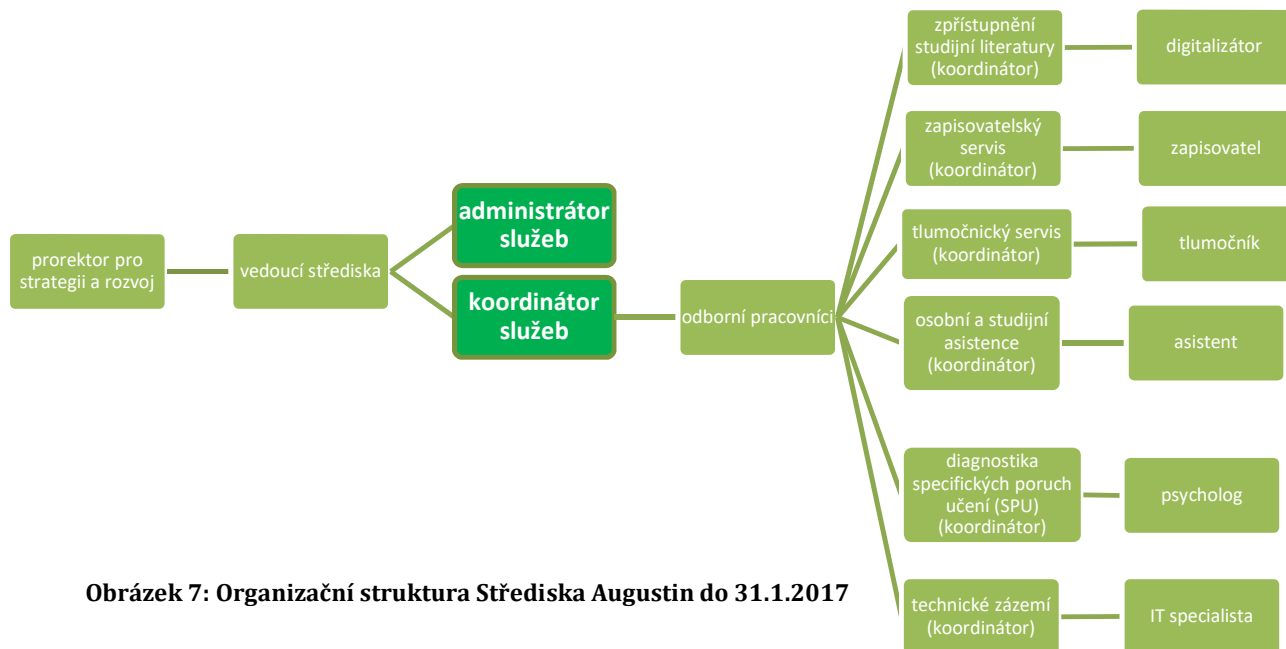 prorektor pro
strategii a rozvoj
vedoucí střediska
administrátor
služeb
koordinátor
služeb
odborní pracovníci
zpřístupnění
studijní literatury
(koordinátor)
digitalizátor
zapisovatelský
servis
(koordinátor)
zapisovatel
tlumočnický servis
(koordinátor)
tlumočník
osobní a studijní
asistence
(koordinátor)
asistent
diagnostika
specifických poruch
učení (SPU)
(koordinátor)
psycholog
technické zázemí
(koordinátor)
IT specialista
Obrázek 7: Organizační struktura Střediska Augustin do 31.1.2017